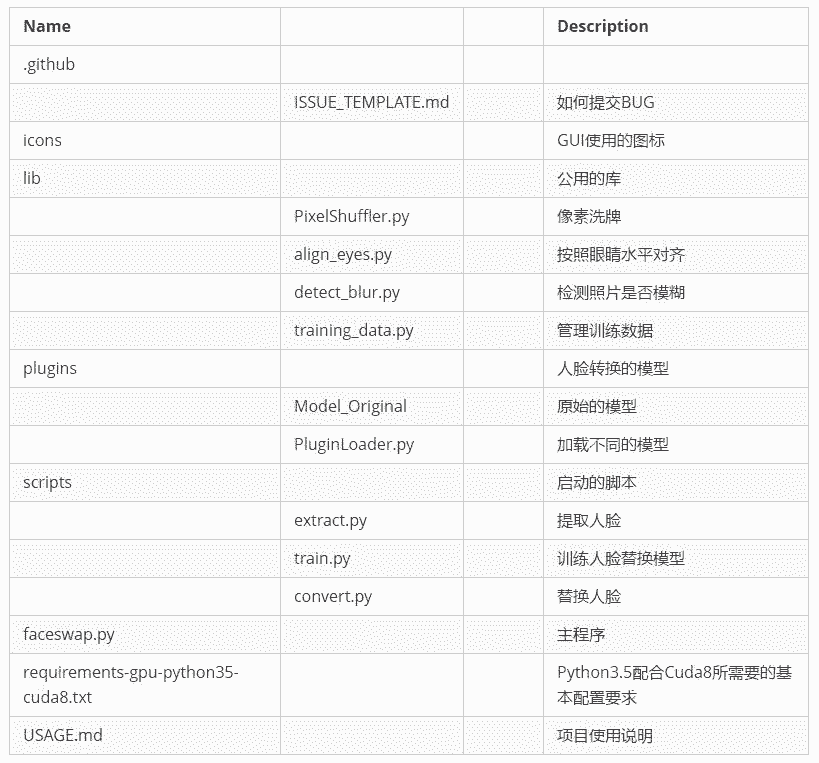 Name Description
.github
ISSUE_TEMPLATE.md 如何提交BUG
icons GUI使用的图标
lib 公用的库
PixelShuffler.py 像素洗牌
align_eyes.py 按照眼睛水平对齐
detect_blur.py 检测照片是否模糊
training_data.py 管理训练数据
plugins 人脸转换的模型
Model_Original 原始的模型
PluginLoader.py 加载不同的模型
scripts 启动的脚本
extract.py 提取人脸
train.py 训练人脸替换模型
convert.py 替换人脸
faceswap.py 主程序
requirements-gpu-python35-
cuda8.txt
Python3.5配合Cuda8所需要的基
本配置要求
USAGE.md 项目使用说明